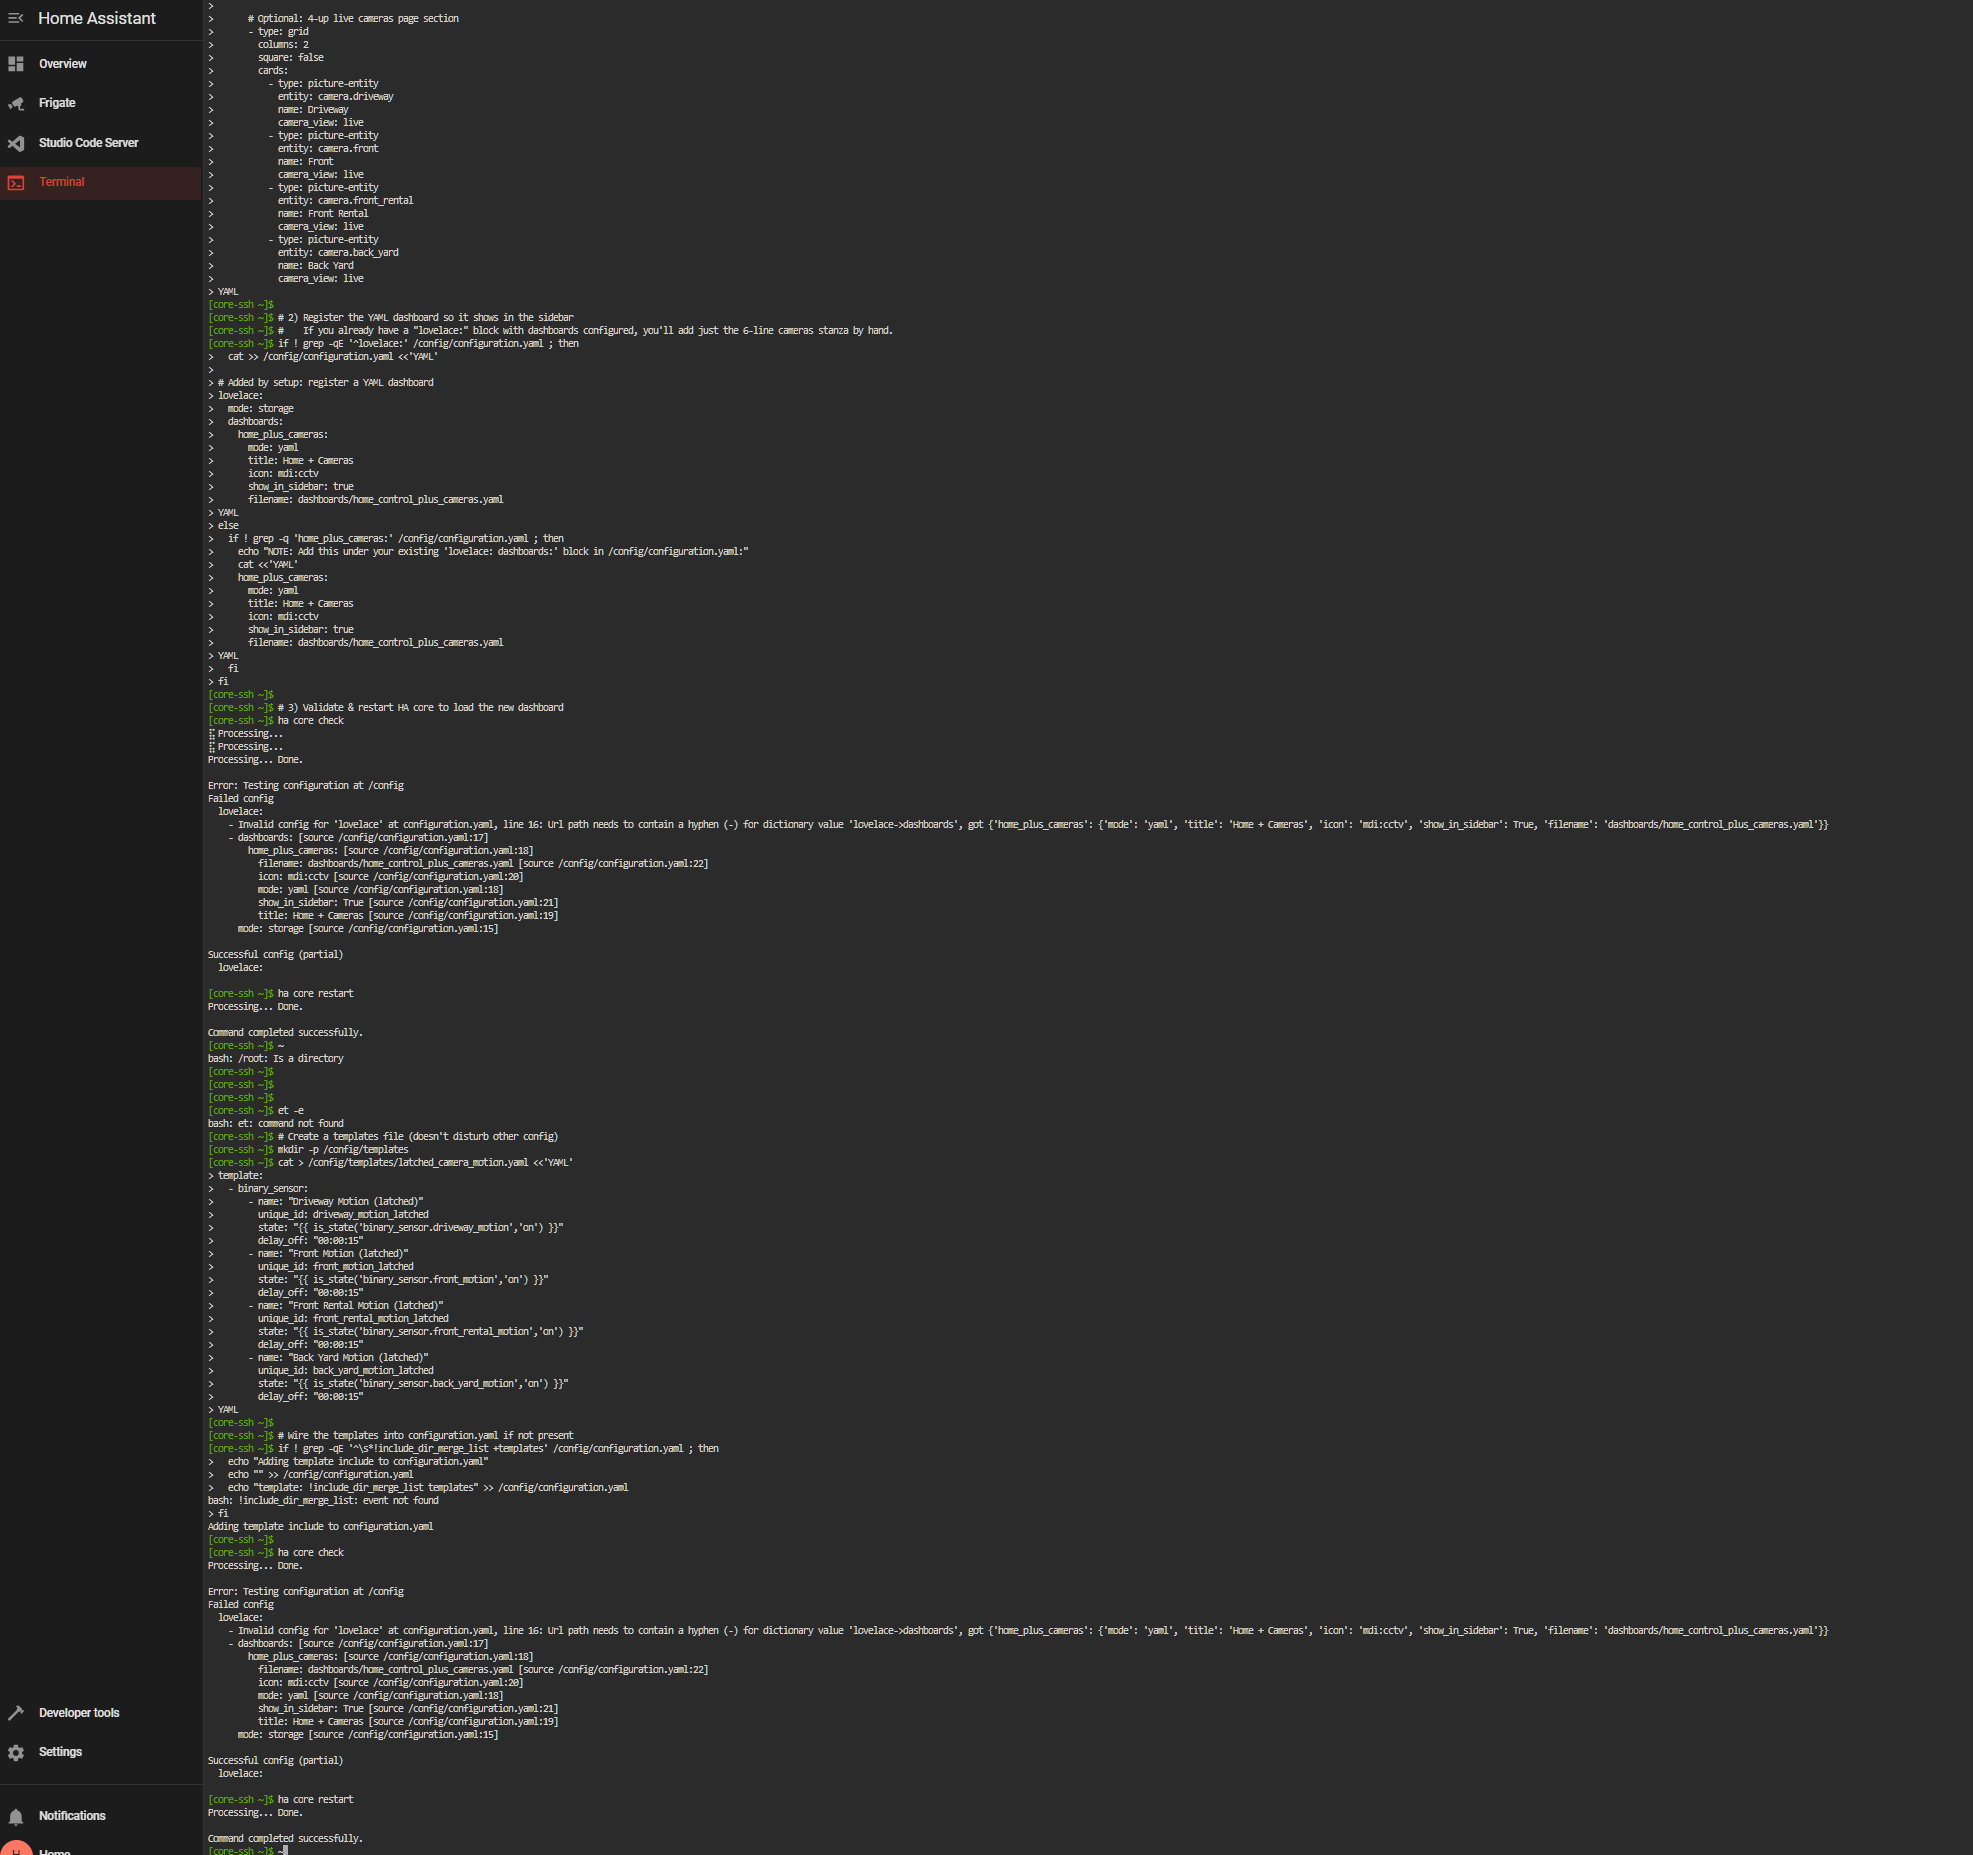 Home Assistant
Overview
Frigate
Studio Code Server
Terminal
>
>       # Optional: 4-up live cameras page section
>       - type: grid
>         columns: 2
>         square: false
>         cards:
>           - type: picture-entity
>             entity: camera.driveway
>             name: Driveway
>             camera_view: live
>           - type: picture-entity
>             entity: camera.front
>             name: Front
>             camera_view: live
>           - type: picture-entity
>             entity: camera.front_rental
>             name: Front Rental
>             camera_view: live
>           - type: picture-entity
>             entity: camera.back_yard
>             name: Back Yard
>             camera_view: live
> YAML
[core-ssh ~]$
[core-ssh ~]$ # 2) Register the YAML dashboard so it shows in the sidebar
[core-ssh ~]$ #    If you already have a "lovelace:" block with dashboards configured, you'll add just the 6-line cameras stanza by hand.
[core-ssh ~]$ if ! grep -qE '^lovelace:' /config/configuration.yaml ; then
>   cat >> /config/configuration.yaml <<'YAML'
>
> # Added by setup: register a YAML dashboard
> lovelace:
>   mode: storage
>   dashboards:
>     home_plus_cameras:
>       mode: yaml
>       title: Home + Cameras
>       icon: mdi:cctv
>       show_in_sidebar: true
>       filename: dashboards/home_control_plus_cameras.yaml
> YAML
> else
>   if ! grep -q 'home_plus_cameras:' /config/configuration.yaml ; then
>     echo "NOTE: Add this under your existing 'lovelace: dashboards:' block in /config/configuration.yaml:"
>     cat <<'YAML'
>     home_plus_cameras:
>       mode: yaml
>       title: Home + Cameras
>       icon: mdi:cctv
>       show_in_sidebar: true
>       filename: dashboards/home_control_plus_cameras.yaml
> YAML
>   fi
> fi
[core-ssh ~]$
[core-ssh ~]$ # 3) Validate & restart HA core to load the new dashboard
[core-ssh ~]$ ha core check
Processing...
Processing...
Processing... Done.
Error: Testing configuration at /config
Failed config
  lovelace:
    - Invalid config for 'lovelace' at configuration.yaml, line 16: Url path needs to contain a hyphen (-) for dictionary value 'lovelace->dashboards', got {'home_plus_cameras': {'mode': 'yaml', 'title': 'Home + Cameras', 'icon': 'mdi:cctv', 'show_in_sidebar': True, 'filename': 'dashboards/home_control_plus_cameras.yaml'}}
    - dashboards: [source /config/configuration.yaml:17]
        home_plus_cameras: [source /config/configuration.yaml:18]
          filename: dashboards/home_control_plus_cameras.yaml [source /config/configuration.yaml:22]
          icon: mdi:cctv [source /config/configuration.yaml:20]
          mode: yaml [source /config/configuration.yaml:18]
          show_in_sidebar: True [source /config/configuration.yaml:21]
          title: Home + Cameras [source /config/configuration.yaml:19]
      mode: storage [source /config/configuration.yaml:15]
Successful config (partial)
  lovelace:
[core-ssh ~]$ ha core restart
Processing... Done.
Command completed successfully.
[core-ssh ~]$ ~
bash: /root: Is a directory
[core-ssh ~]$
[core-ssh ~]$
[core-ssh ~]$
[core-ssh ~]$ et -e
bash: et: command not found
[core-ssh ~]$ # Create a templates file (doesn't disturb other config)
[core-ssh ~]$ mkdir -p /config/templates
[core-ssh ~]$ cat > /config/templates/latched_camera_motion.yaml <<'YAML'
> template:
>   - binary_sensor:
>       - name: "Driveway Motion (latched)"
>         unique_id: driveway_motion_latched
>         state: "{{ is_state('binary_sensor.driveway_motion','on') }}"
>         delay_off: "00:00:15"
>       - name: "Front Motion (latched)"
>         unique_id: front_motion_latched
>         state: "{{ is_state('binary_sensor.front_motion','on') }}"
>         delay_off: "00:00:15"
>       - name: "Front Rental Motion (latched)"
>         unique_id: front_rental_motion_latched
>         state: "{{ is_state('binary_sensor.front_rental_motion','on') }}"
>         delay_off: "00:00:15"
>       - name: "Back Yard Motion (latched)"
>         unique_id: back_yard_motion_latched
>         state: "{{ is_state('binary_sensor.back_yard_motion','on') }}"
>         delay_off: "00:00:15"
> YAML
[core-ssh ~]$
[core-ssh ~]$ # Wire the templates into configuration.yaml if not present
[core-ssh ~]$ if ! grep -qE '^\s*!include_dir_merge_list +templates' /config/configuration.yaml ; then
>   echo "Adding template include to configuration.yaml"
>   echo "" >> /config/configuration.yaml
>   echo "template: !include_dir_merge_list templates" >> /config/configuration.yaml
bash: !include_dir_merge_list: event not found
> fi
Adding template include to configuration.yaml
[core-ssh ~]$
[core-ssh ~]$ ha core check
Processing... Done.
Error: Testing configuration at /config
Failed config
  lovelace:
    - Invalid config for 'lovelace' at configuration.yaml, line 16: Url path needs to contain a hyphen (-) for dictionary value 'lovelace->dashboards', got {'home_plus_cameras': {'mode': 'yaml', 'title': 'Home + Cameras', 'icon': 'mdi:cctv', 'show_in_sidebar': True, 'filename': 'dashboards/home_control_plus_cameras.yaml'}}
    - dashboards: [source /config/configuration.yaml:17]
        home_plus_cameras: [source /config/configuration.yaml:18]
          filename: dashboards/home_control_plus_cameras.yaml [source /config/configuration.yaml:22]
          icon: mdi:cctv [source /config/configuration.yaml:20]
          mode: yaml [source /config/configuration.yaml:18]
          show_in_sidebar: True [source /config/configuration.yaml:21]
          title: Home + Cameras [source /config/configuration.yaml:19]
      mode: storage [source /config/configuration.yaml:15]
Successful config (partial)
  lovelace:
[core-ssh ~]$ ha core restart
Processing... Done.
Command completed successfully.
[core-ssh ~]$ ~
Developer tools
Settings
Notifications
H
Home